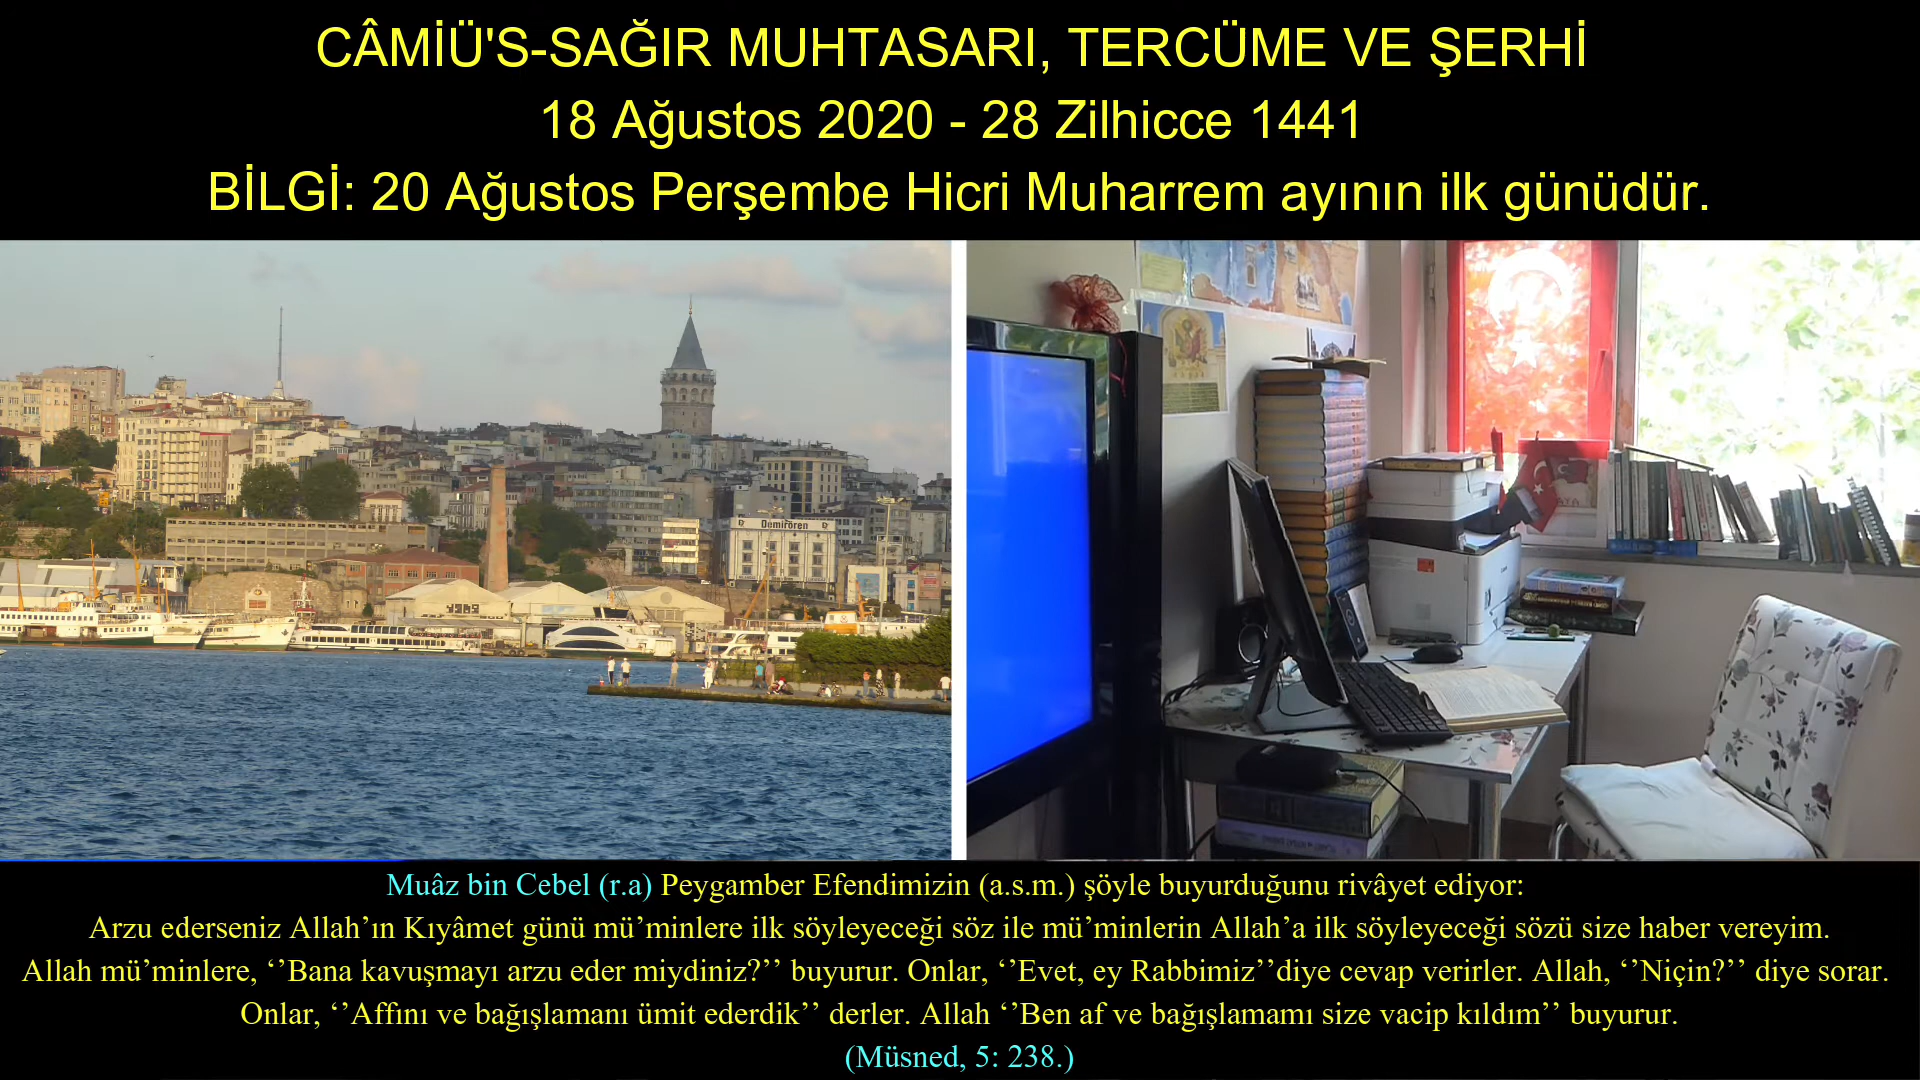 CÂMİÜ'S-SAĞIR MUHTASARI, TERCÜME VE ŞERHİ
18 Ağustos 2020 - 28 Zilhicce 1441
BİLGİ: 20 Ağustos Perşembe Hicri Muharrem ayının ilk günüdür.
Demirören
Muâz bin Cebel (r.a) Peygamber Efendimizin (a.s.m.) şöyle buyurduğunu rivâyet ediyor:
Arzu ederseniz Allah’ın Kıyâmet günü mü’minlere ilk söyleyeceği söz ile mü’minlerin Allah’a ilk söyleyeceği sözü size haber vereyim.
Allah mü’minlere, ‘’Bana kavuşmayı arzu eder miydiniz?’’ buyurur. Onlar, ‘’Evet, ey Rabbimiz’’diye cevap verirler. Allah, ‘’Niçin?’’ diye sorar.
Onlar, ‘’Affını ve bağışlamanı ümit ederdik’’ derler. Allah ‘’Ben af ve bağışlamamı size vacip kıldım’’ buyurur.
(Müsned, 5: 238.)